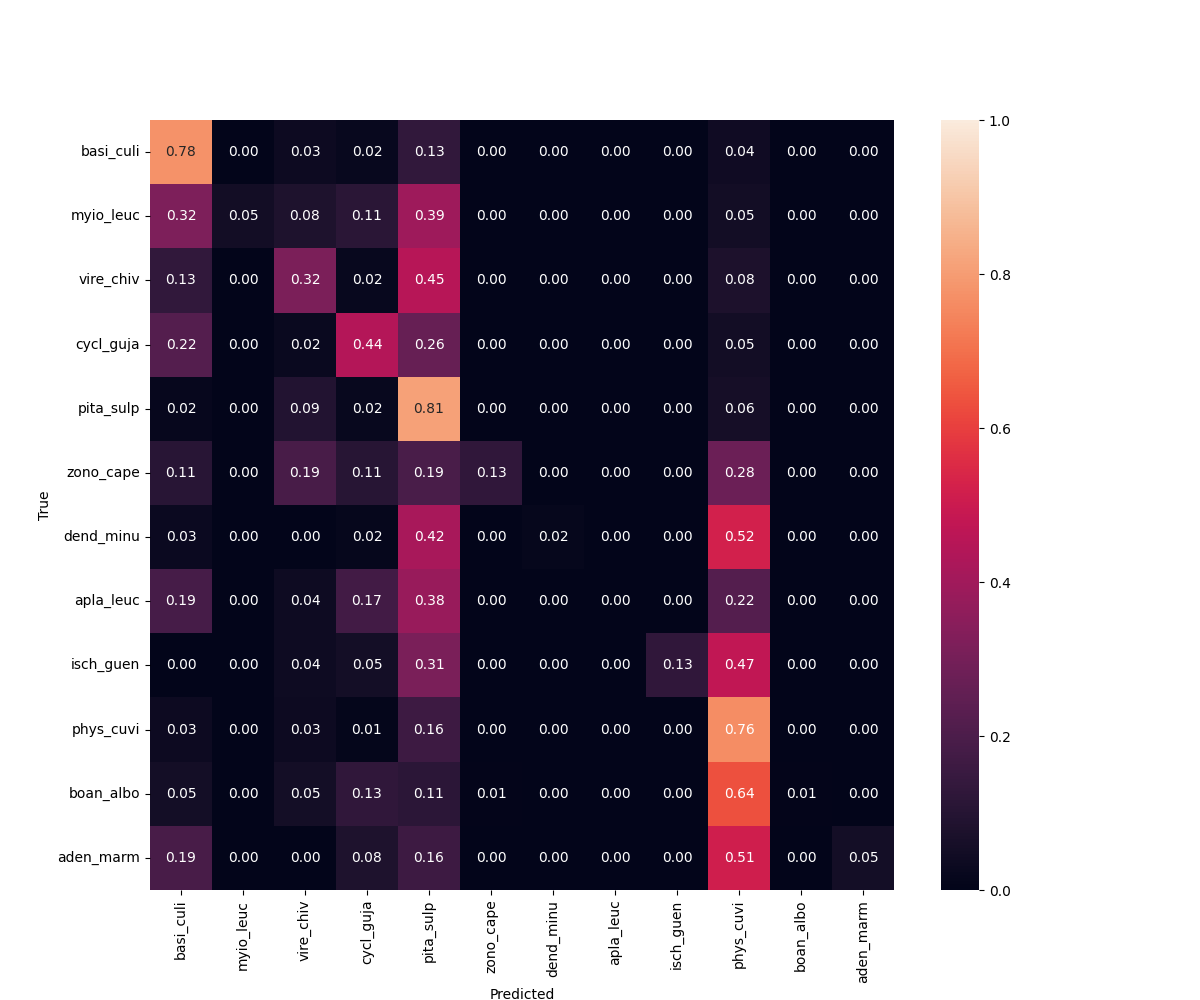 basi_culi 0.78 0.00 0.03 0.02 0.13 0.00 0.00 0.00 0.00 0.04 0.00 0.00
myio_leuc 0.32 0.05 0.08 0.11 0.39 0.00 0.00 0.00 0.00 0.05 0.00 0.00
vire_chiv 0.13 0.00 0.32 0.02 0.45 0.00 0.00 0.00 0.00 0.08 0.00 0.00
cycl_guja 0.22 0.00 0.02 0.44 0.26 0.00 0.00 0.00 0.00 0.05 0.00 0.00
pita_sulp 0.02 0.00 0.09 0.02 0.81 0.00 0.00 0.00 0.00 0.06 0.00 0.00
zono_cape 0.11 0.00 0.19 0.11 0.19 0.13 0.00 0.00 0.00 0.28 0.00 0.00
dend_minu 0.03 0.00 0.00 0.02 0.42 0.00 0.02 0.00 0.00 0.52 0.00 0.00
apla_leuc 0.19 0.00 0.04 0.17 0.38 0.00 0.00 0.00 0.00 0.22 0.00 0.00
isch_guen 0.00 0.00 0.04 0.05 0.31 0.00 0.00 0.00 0.13 0.47 0.00 0.00
phys_cuvi 0.03 0.00 0.03 0.01 0.16 0.00 0.00 0.00 0.00 0.76 0.00 0.00
boan_albo 0.05 0.00 0.05 0.13 0.11 0.01 0.00 0.00 0.00 0.64 0.01 0.00
aden_marm 0.19 0.00 0.00 0.08 0.16 0.00 0.00 0.00 0.00 0.51 0.00 0.05
True
basi_culi myio_leuc vire_chiv cycl_guja pita_sulp zono_cape dend_minu apla_leuc isch_guen phys_cuvi boan_albo aden_marm
Predicted
1.0
0.8
0.6
0.4
0.2
0.0